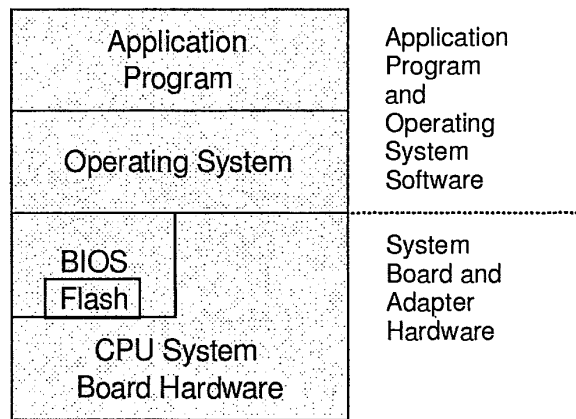 Application
Program
Operating System
BIOS
Flash
CPU System
Board Hardware
Application
Program
and
Operating
System
Software
System
Board and
Adapter
Hardware